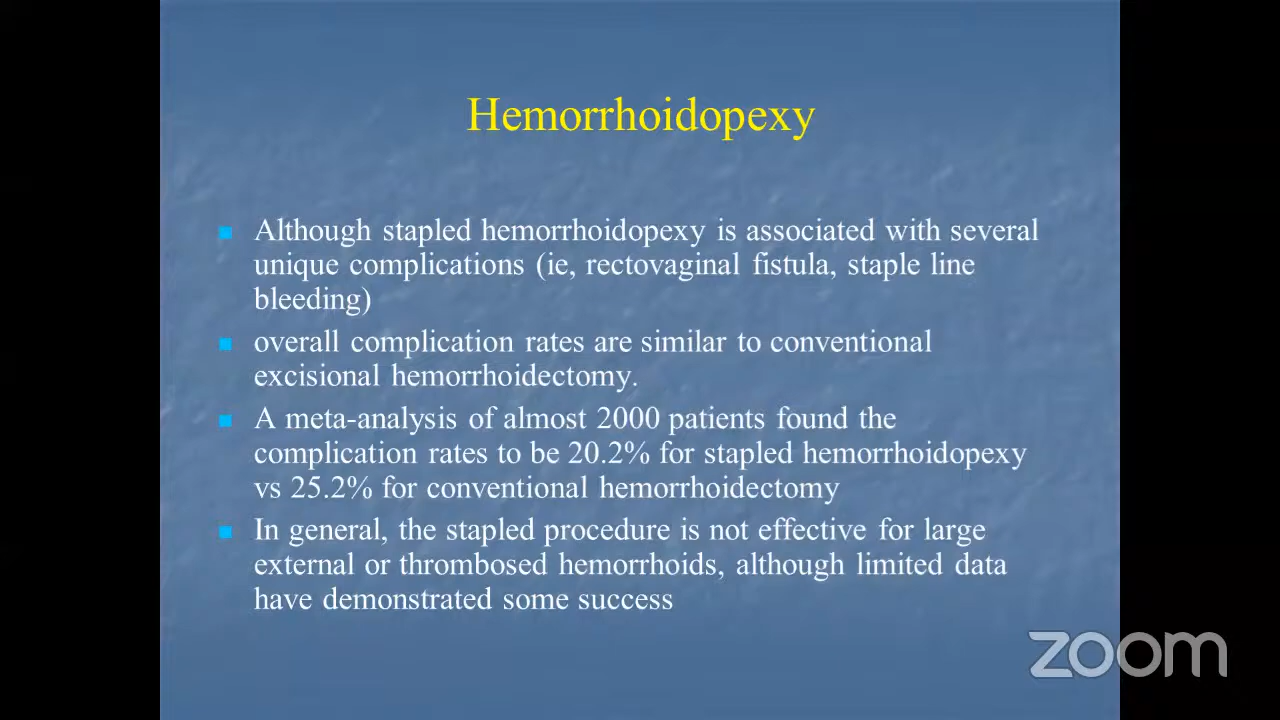 Hemorrhoidopexy
Although stapled hemorrhoidopexy is associated with several
unique complications (ie, rectovaginal fistula, staple line
bleeding)
overall complication rates are similar to conventional
excisional hemorrhoidectomy.
A meta-analysis of almost 2000 patients found the
complication rates to be 20.2% for stapled hemorrhoidopexy
vs 25.2% for conventional hemorrhoidectomy
In general, the stapled procedure is not effective for large
external or thrombosed hemorrhoids, although limited data
have demonstrated some success
zoom